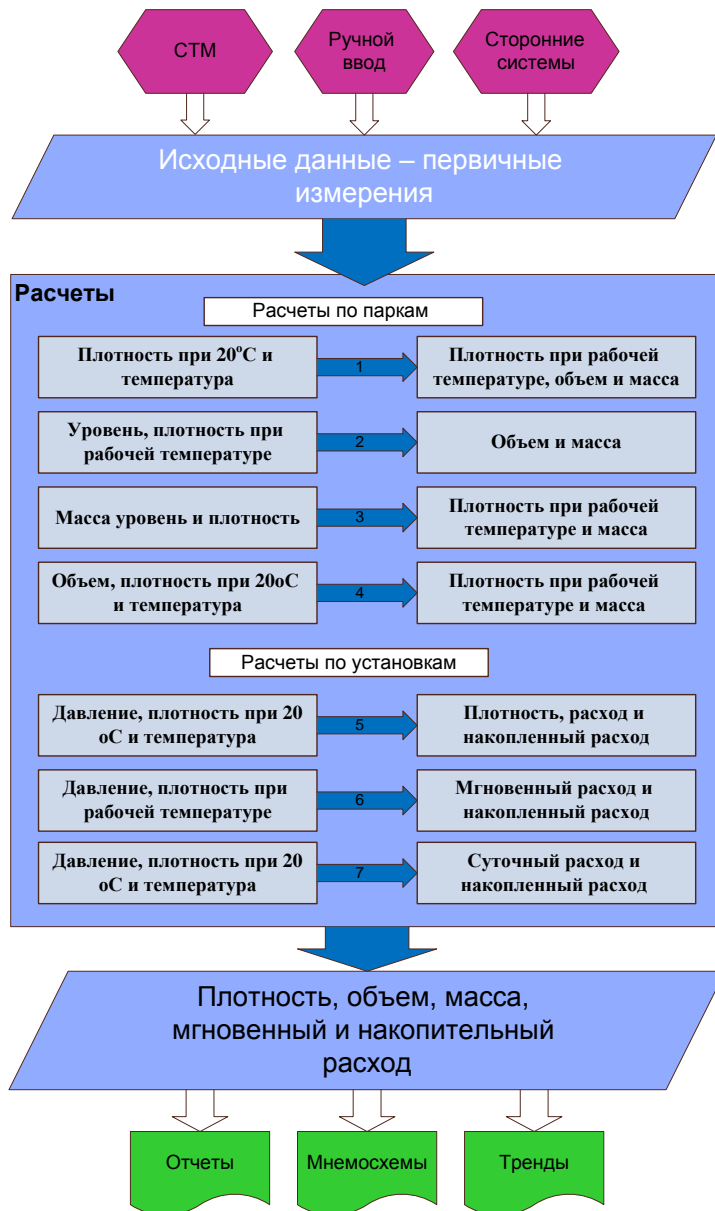 СТМ
Ручной
ввод
Сторонние
системы
Исходные данные – первичные
измерения
Расчеты
Расчеты по паркам
Плотность при 20°С и
температура
1
Плотность при рабочей
температуре, объем и масса
Уровень, плотность при
рабочей температуре
2
Объем и масса
Масса уровень и плотность
3
Плотность при рабочей
температуре и масса
Объем, плотность при 20оС
и температура
4
Плотность при рабочей
температуре и масса
Расчеты по установкам
Давление, плотность при 20
оС и температура
5
Плотность, расход и
накопленный расход
Давление, плотность при
рабочей температуре
6
Мгновенный расход и
накопленный расход
Давление, плотность при 20
оС и температура
7
Суточный расход и
накопленный расход
Плотность, объем, масса,
мгновенный и накопительный
расход
Отчеты
Мнемосхемы
Тренды